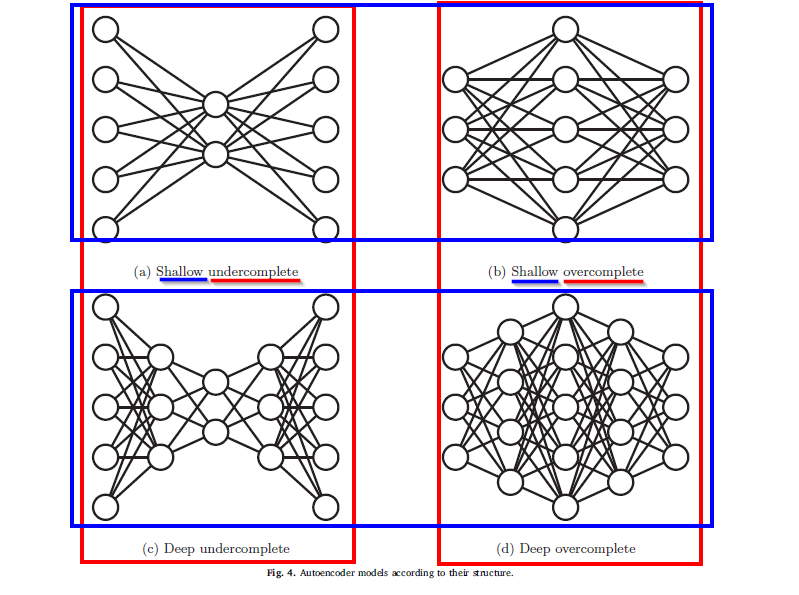 (a) Shallow undercomplete
(b) Shallow overcomplete
(c) Deep undercomplete
(d) Deep overcomplete
Fig. 4. Autoencoder models according to their structure.